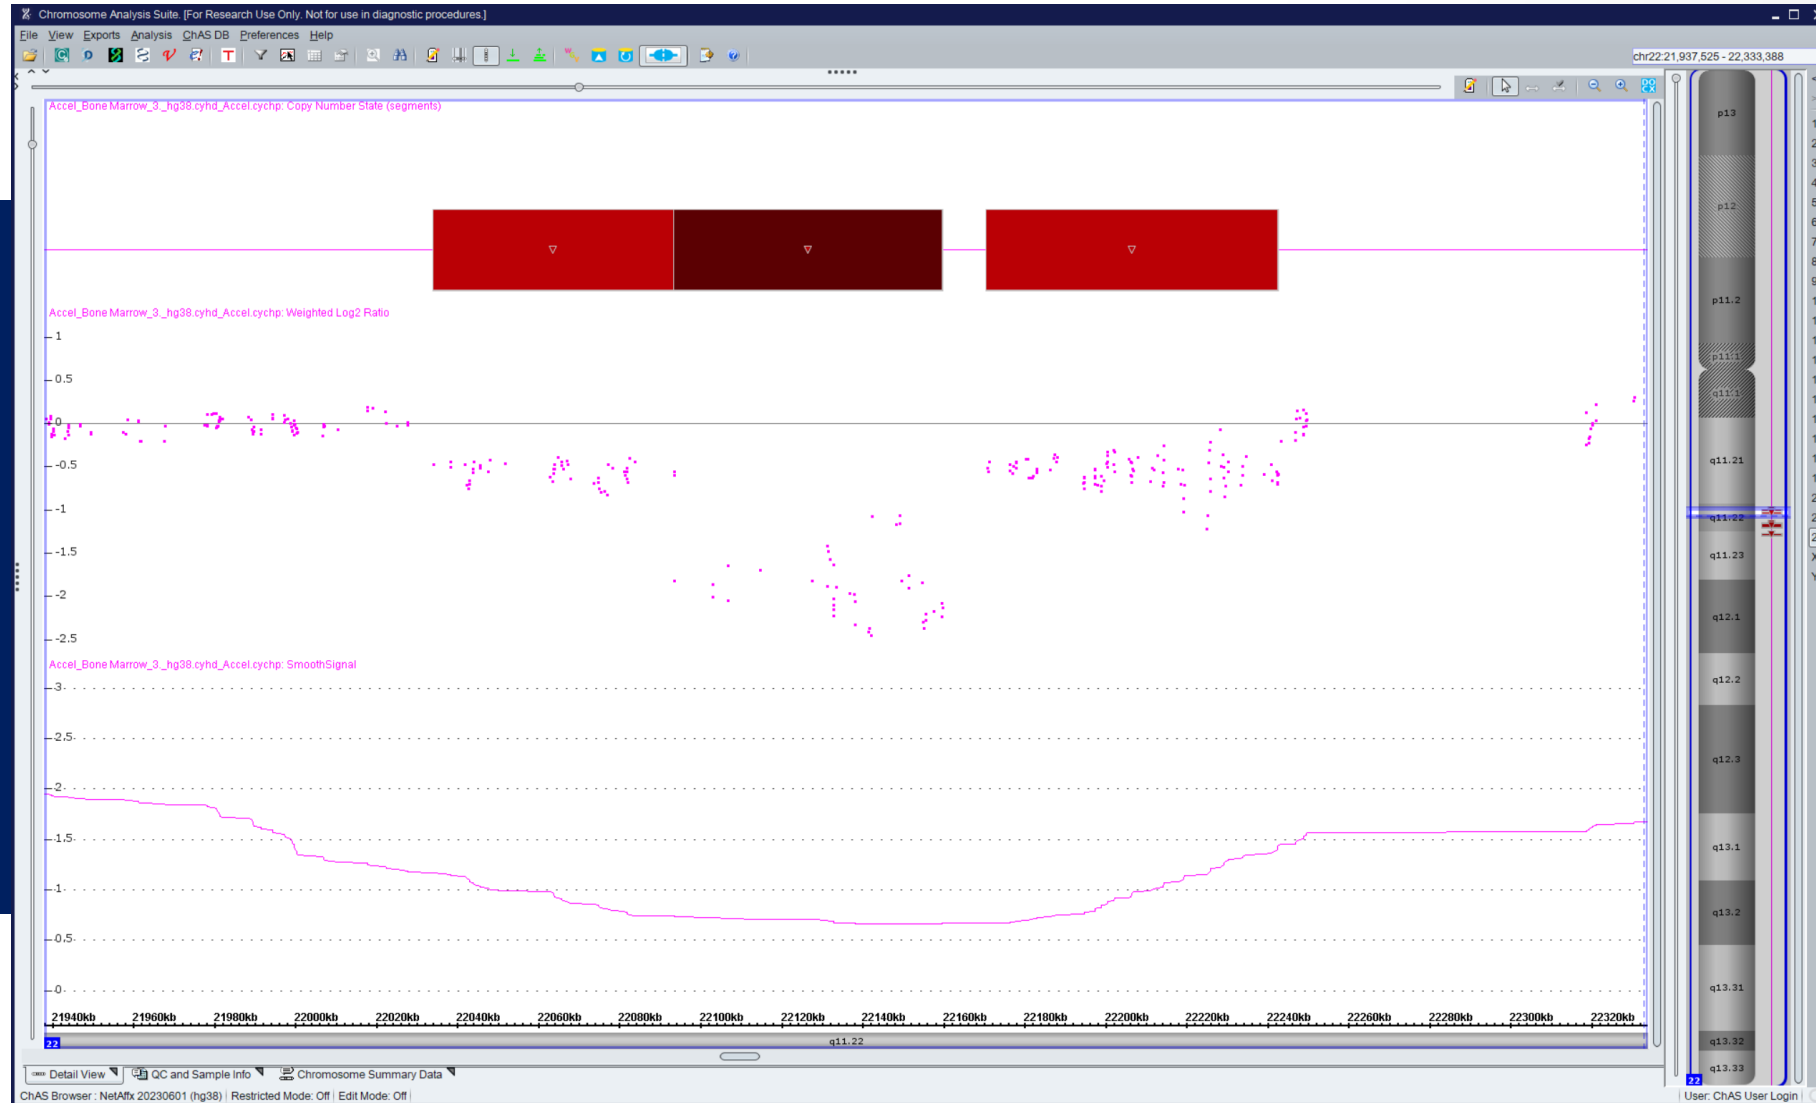 Chromosome Analysis Suite. [For Research Use Only. Not for use in diagnostic procedures.]
File View Exports Analysis ChAS DB Preferences Help
chr22:21,937,525 - 22,333,388
Accel_Bone Marrow_3._hg38.cyhd_Accel.cychp: Copy Number State (segments)
Accel_Bone Marrow_3._hg38.cyhd_Accel.cychp: Weighted Log2 Ratio
1
0.5
0
-0.5
-1
-1.5
-2
-2.5
Accel_Bone Marrow_3._hg38.cyhd_Accel.cychp: SmoothSignal
3
2.5
2
1.5
1
0.5
0
21940kb 21960kb 21980kb 22000kb 22020kb 22040kb 22060kb 22080kb 22100kb 22120kb 22140kb 22160kb 22180kb 22200kb 22220kb 22240kb 22260kb 22280kb 22300kb 22320kb
22 q11.22
p13
p12
p11.2
p11.1
q11.1
q11.21
q11.22
q11.23
q12.1
q12.2
q12.3
q13.1
q13.2
q13.31
q13.32
q13.33
22
Detail View QC and Sample Info Chromosome Summary Data
ChAS Browser : NetAffx 20230601 (hg38) Restricted Mode: Off Edit Mode: Off User: ChAS User Login